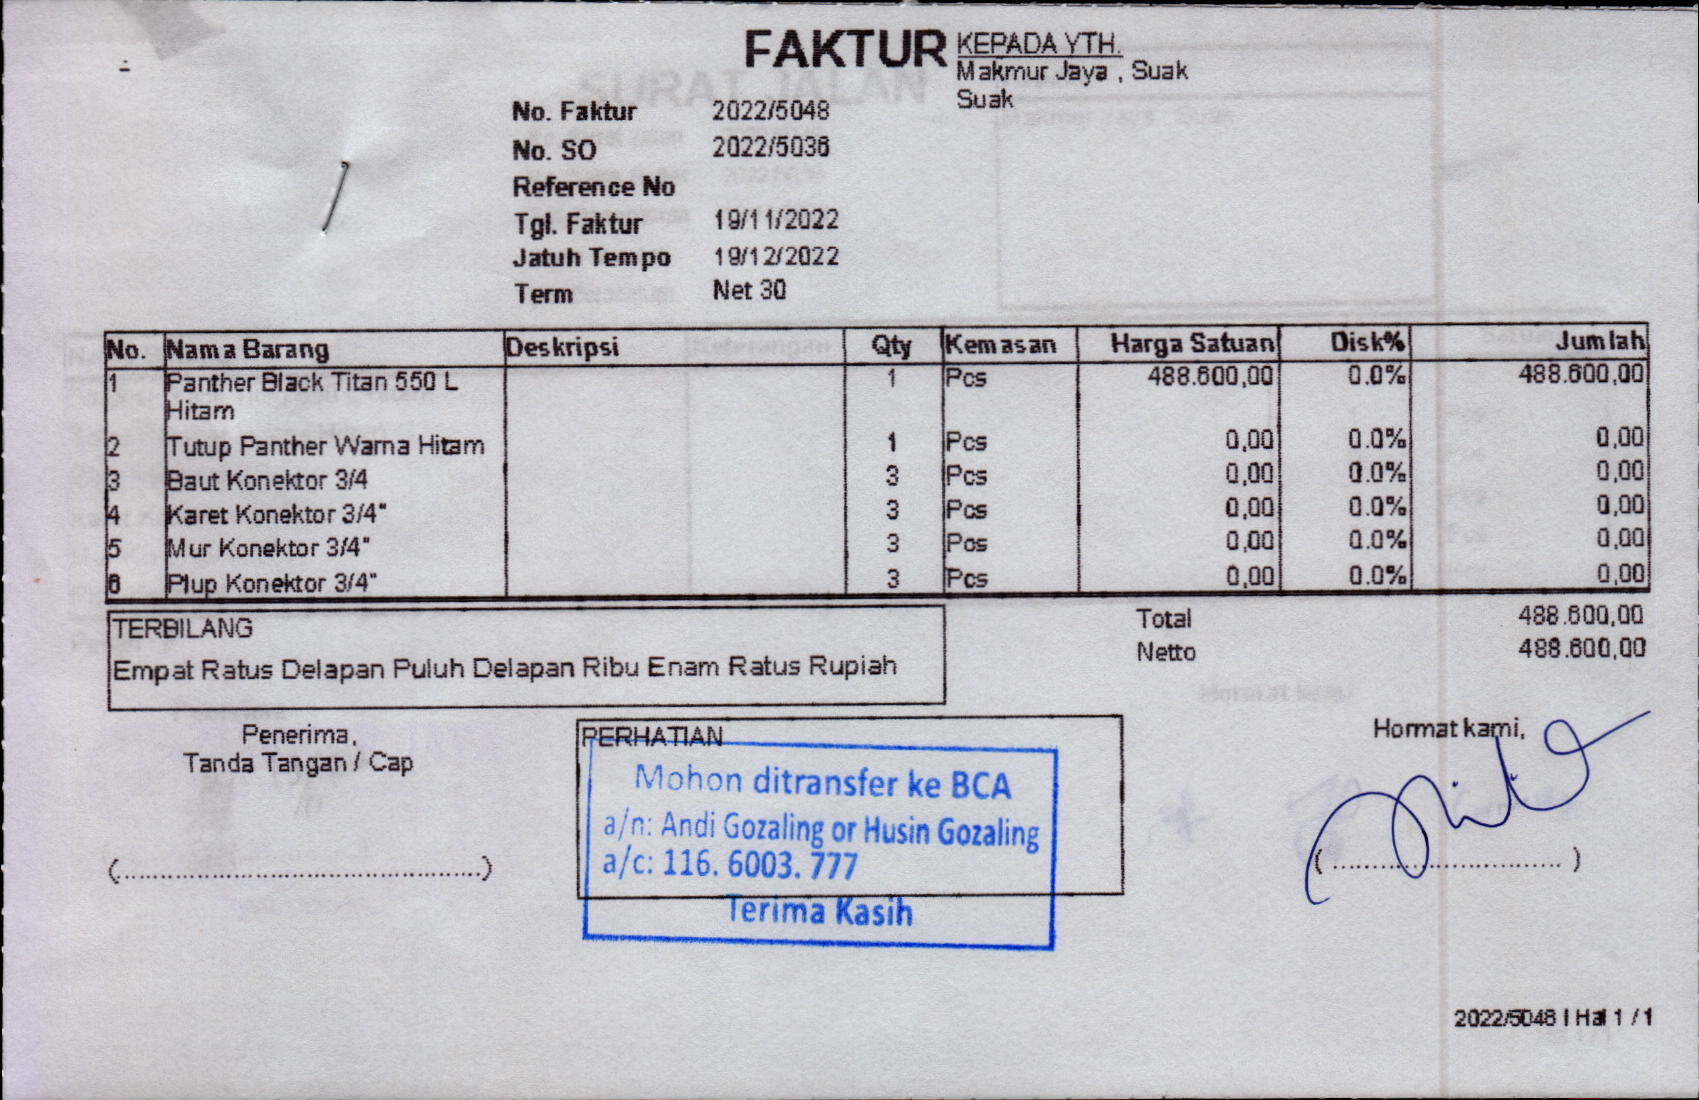 FAKTUR
KEPADA YTH.
Makmur Jaya , Suak
Suak
No. Faktur 2022/5048
No. SO 2022/5036
Reference No
Tgl. Faktur 19/11/2022
Jatuh Tempo 19/12/2022
Term Net 30
No. Nama Barang Deskripsi Qty Kemasan Harga Satuan Disk% Jumlah
1 Panther Black Titan 550 L 1 Pcs 488.600,00 0.0% 488.600,00
Hitam
2 Tutup Panther Warna Hitam 1 Pcs 0,00 0.0% 0,00
3 Baut Konektor 3/4 3 Pcs 0,00 0.0% 0,00
4 Karet Konektor 3/4" 3 Pcs 0,00 0.0% 0,00
5 Mur Konektor 3/4" 3 Pcs 0,00 0.0% 0,00
6 Plup Konektor 3/4" 3 Pcs 0,00 0.0% 0,00
TERBILANG
Empat Ratus Delapan Puluh Delapan Ribu Enam Ratus Rupiah
Total 488.600,00
Netto 488.600,00
Penerima,
Tanda Tangan / Cap
(.............................................)
PERHATIAN
Mohon ditransfer ke BCA
a/n: Andi Gozaling or Husin Gozaling
a/c: 116. 6003. 777
Terima Kasih
Hormat kami,
(.............................)
2022/5048 | Hal 1 / 1